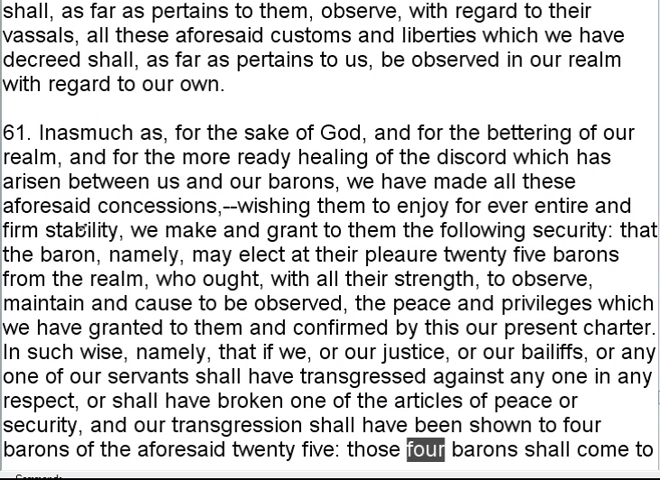 shall, as far as pertains to them, observe, with regard to their
vassals, all these aforesaid customs and liberties which we have
decreed shall, as far as pertains to us, be observed in our realm
with regard to our own.
61. Inasmuch as, for the sake of God, and for the bettering of our
realm, and for the more ready healing of the discord which has
arisen between us and our barons, we have made all these
aforesaid concessions,--wishing them to enjoy for ever entire and
firm stability, we make and grant to them the following security: that
the baron, namely, may elect at their pleaure twenty five barons
from the realm, who ought, with all their strength, to observe,
maintain and cause to be observed, the peace and privileges which
we have granted to them and confirmed by this our present charter.
In such wise, namely, that if we, or our justice, or our bailiffs, or any
one of our servants shall have transgressed against any one in any
respect, or shall have broken one of the articles of peace or
security, and our transgression shall have been shown to four
barons of the aforesaid twenty five: those four barons shall come to